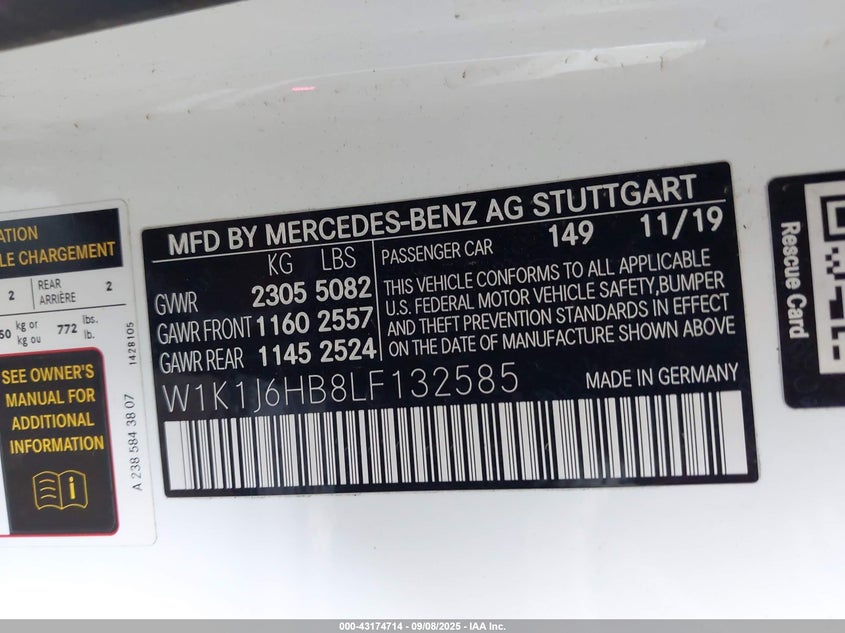 ATION
LE CHARGEMENT
2 REAR ARRIÈRE 2
50 kg or kg ou 772 lbs. lb.
SEE OWNER'S
MANUAL FOR
ADDITIONAL
INFORMATION
i
1428105
A 238 584 38 07
MFD BY MERCEDES-BENZ AG STUTTGART
KG LBS
GVWR 2305 5082
GAWR FRONT 1160 2557
GAWR REAR 1145 2524
PASSENGER CAR 149 11/19
THIS VEHICLE CONFORMS TO ALL APPLICABLE
U.S. FEDERAL MOTOR VEHICLE SAFETY,BUMPER
AND THEFT PREVENTION STANDARDS IN EFFECT
ON THE DATE OF MANUFACTURE SHOWN ABOVE
W1K1J6HB8LF132585 MADE IN GERMANY
Rescue Card
000-43174714 - 09/08/2025 - IAA Inc.